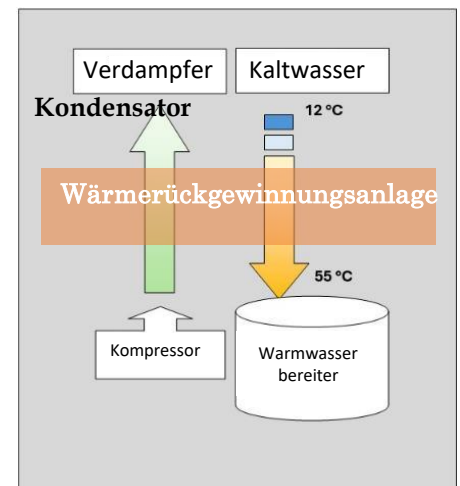 Verdampfer
Kaltwasser
Kondensator
12 °C
Wärmerückgewinnungsanlage
55 °C
Kompressor
Warmwasser
bereiter